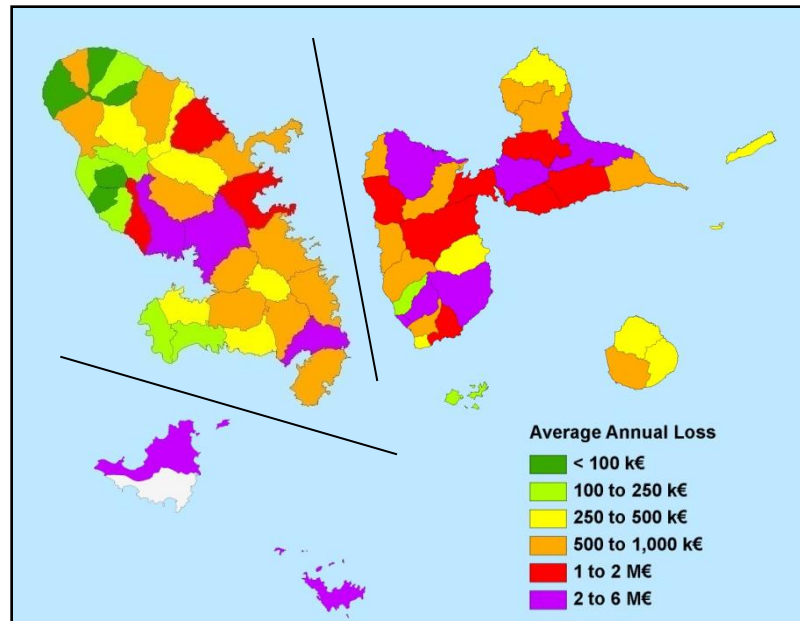 Average Annual Loss
< 100 k€
100 to 250 k€
250 to 500 k€
500 to 1,000 k€
1 to 2 M€
2 to 6 M€